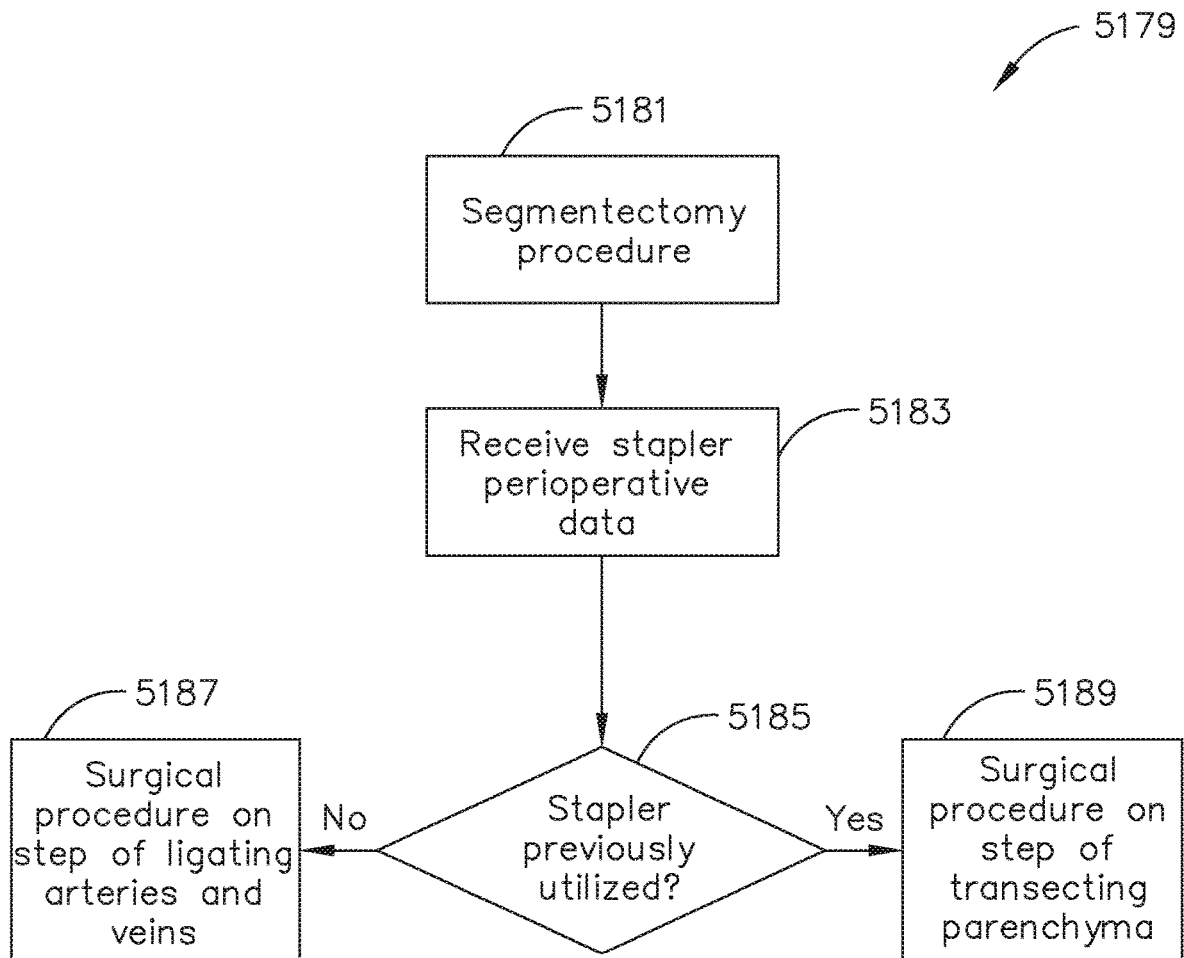 5179
5181
Segmentectomy
procedure
5183
Receive stapler
perioperative
data
5185
Stapler
previously
utilized?
No
Yes
5187
Surgical
procedure on
step of ligating
arteries and
veins
5189
Surgical
procedure on
step of
transecting
parenchyma